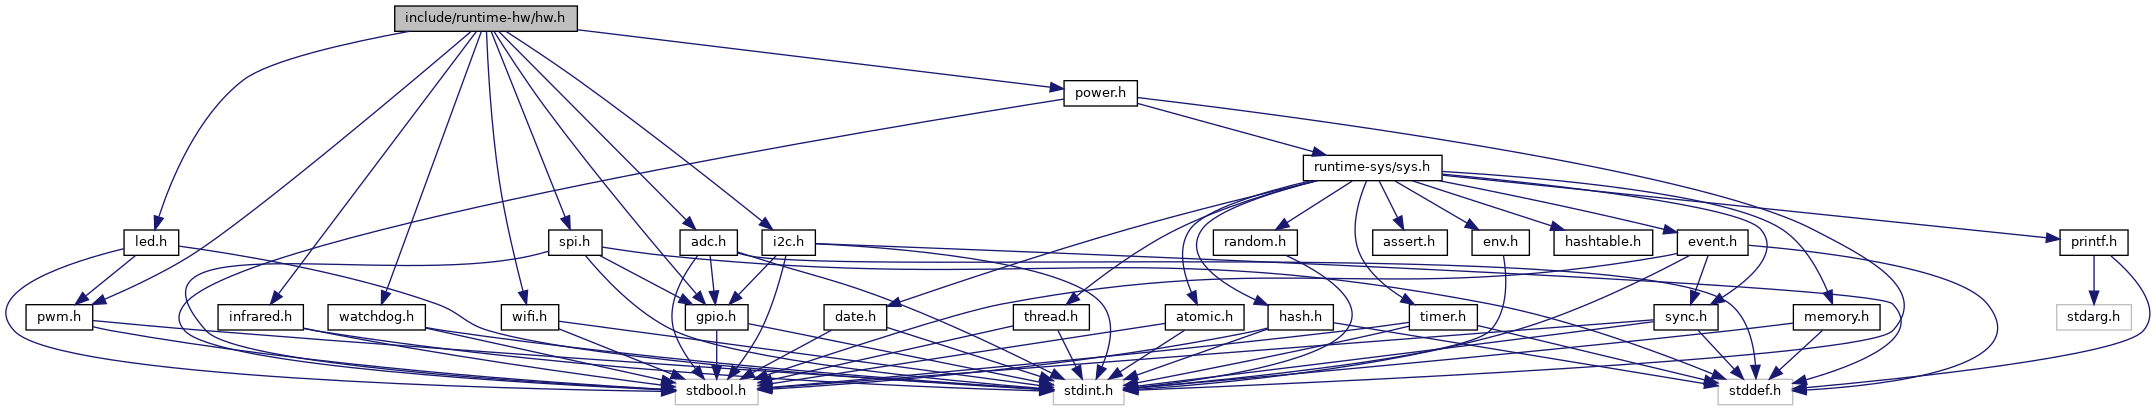 include/runtime-hw/hw.h
power.h
runtime-sys/sys.h
led.h
spi.h
adc.h
i2c.h
random.h
assert.h
env.h
hashtable.h
event.h
printf.h
pwm.h
infrared.h
watchdog.h
wifi.h
gpio.h
date.h
thread.h
atomic.h
hash.h
timer.h
sync.h
memory.h
stdarg.h
stdbool.h
stdint.h
stddef.h